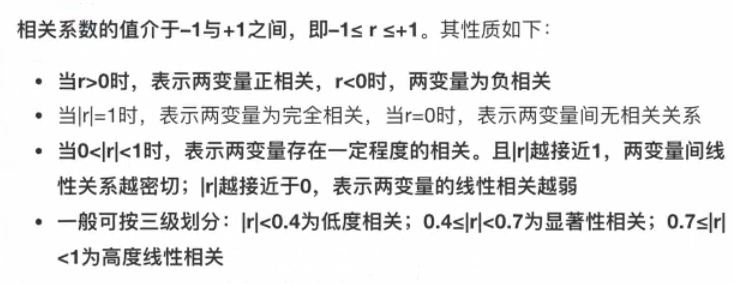 相关系数的值介于–1与+1之间，即–1≤ r ≤+1。其性质如下：
• 当r>0时，表示两变量正相关，r<0时，两变量为负相关
• 当|r|=1时，表示两变量为完全相关，当r=0时，表示两变量间无相关关系
• 当0<|r|<1时，表示两变量存在一定程度的相关。且|r|越接近1，两变量间线
性关系越密切；|r|越接近于0，表示两变量的线性相关越弱
• 一般可按三级划分：|r|<0.4为低度相关；0.4≤|r|<0.7为显著性相关；0.7≤|r|
<1为高度线性相关